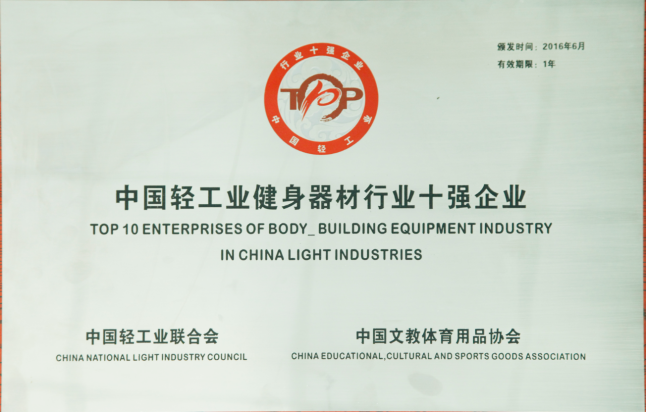 颁发时间：2016年6月
有效期限：1年
行业十强企业
TOP
中国轻工业
中国轻工业健身器材行业十强企业
TOP 10 ENTERPRISES OF BODY_ BUILDING EQUIPMENT INDUSTRY
IN CHINA LIGHT INDUSTRIES
中国轻工业联合会
中国文教体育用品协会
CHINA NATIONAL LIGHT INDUSTRY COUNCIL
CHINA EDUCATIONAL,CULTURAL AND SPORTS GOODS ASSOCIATION